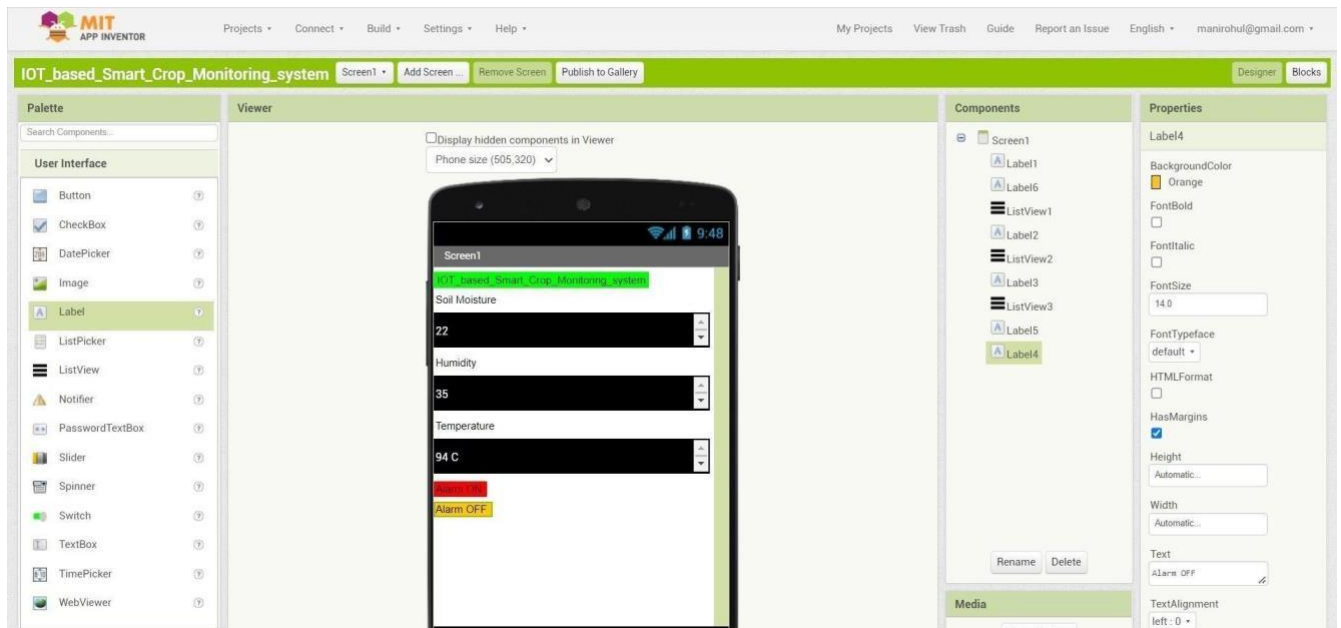 MIT
APP INVENTOR
Projects Connect Build Settings Help My Projects View Trash Guide Report an Issue English manirohul@gmail.com
IOT_based_Smart_Crop_Monitoring_system Screen1 Add Screen ... Remove Screen Publish to Gallery Designer Blocks
Palette
Search Components...
User Interface
Button
CheckBox
DatePicker
Image
Label
ListPicker
ListView
Notifier
PasswordTextBox
Slider
Spinner
Switch
TextBox
TimePicker
WebViewer
Viewer
Display hidden components in Viewer
Phone size (505,320)
9:48
Screen1
IOT_based_Smart_Crop_Monitoring_system
Soil Moisture
22
Humidity
35
Temperature
94 C
Alarm ON
Alarm OFF
Components
Screen1
Label1
Label6
ListView1
Label2
ListView2
Label3
ListView3
Label5
Label4
Rename Delete
Media
Properties
Label4
BackgroundColor
Orange
FontBold
FontItalic
FontSize
14.0
FontTypeface
default
HTMLFormat
HasMargins
Height
Automatic...
Width
Automatic...
Text
Alarm OFF
TextAlignment
left : 0